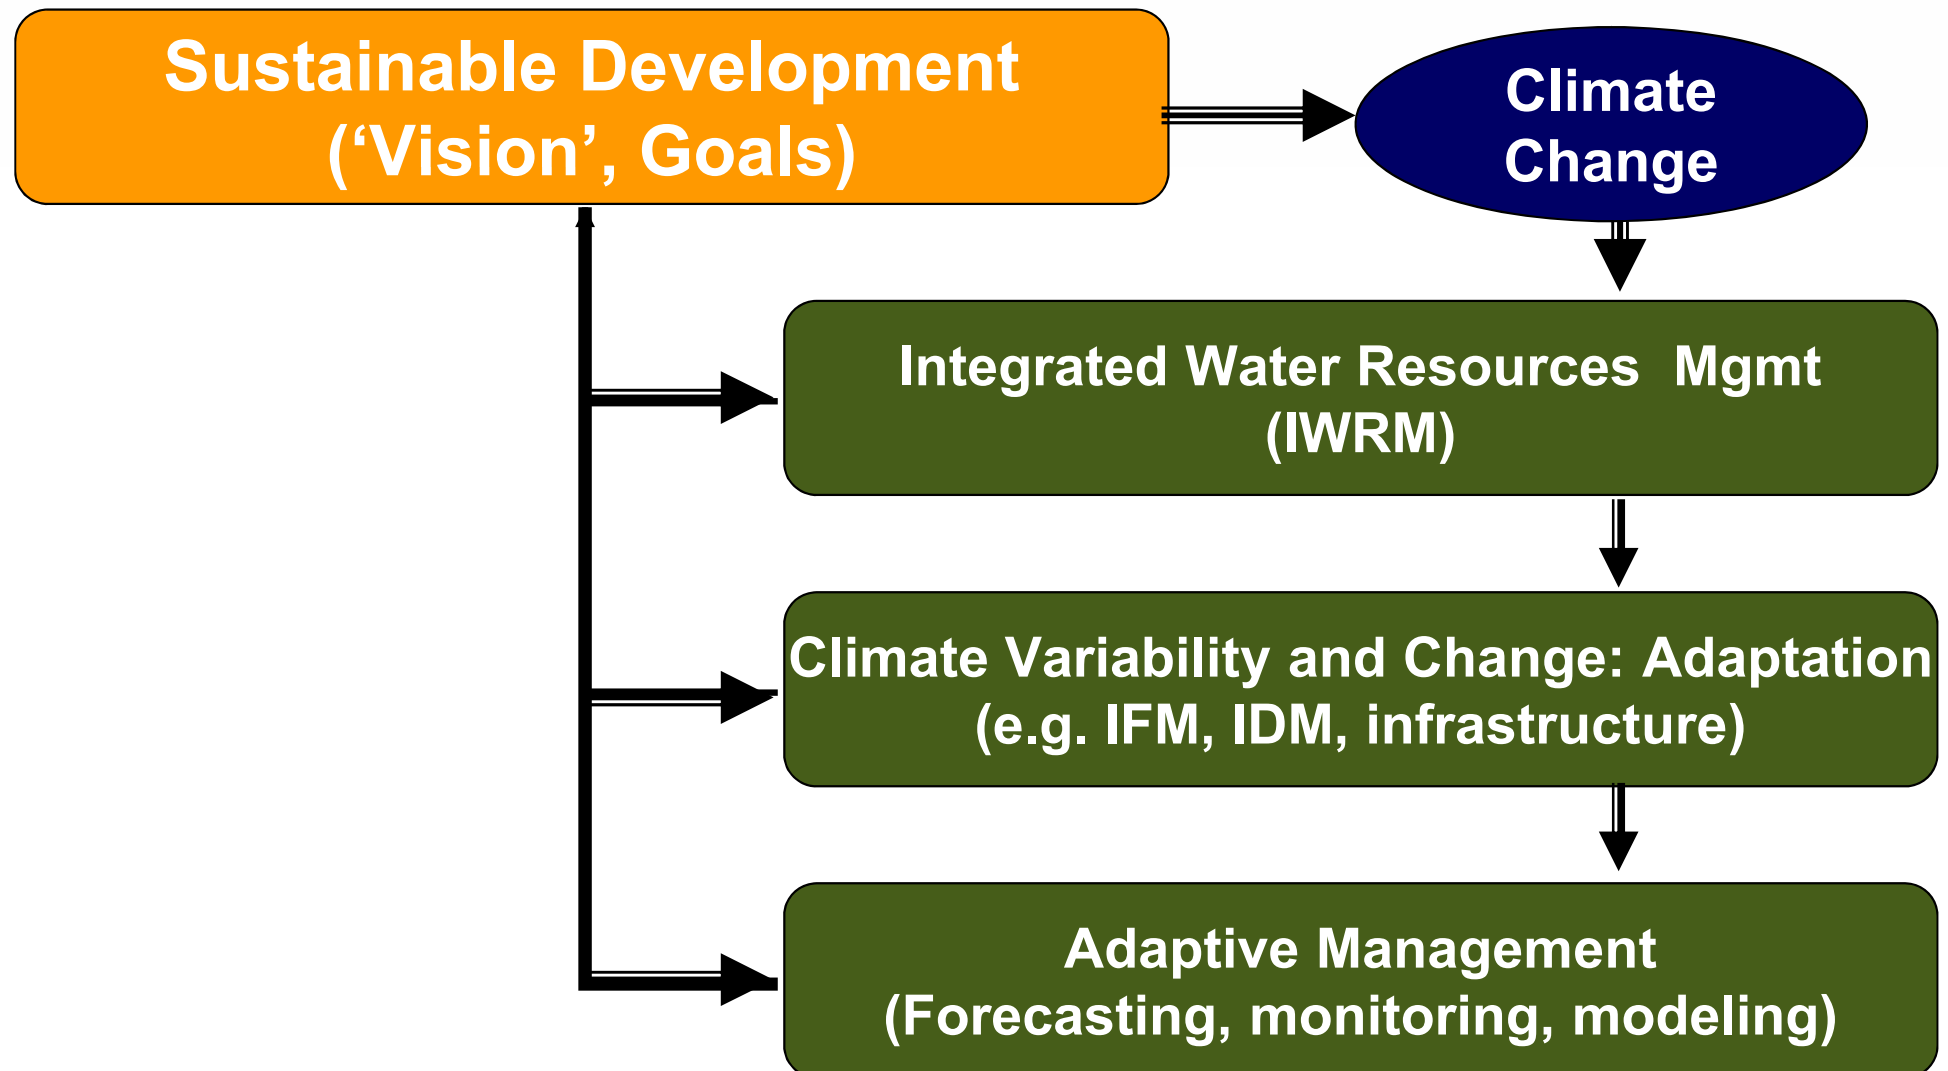 Sustainable Development
(‘Vision’, Goals)
Climate
Change
Integrated Water Resources  Mgmt
(IWRM)
Climate Variability and Change: Adaptation
(e.g. IFM, IDM, infrastructure)
Adaptive Management
(Forecasting, monitoring, modeling)